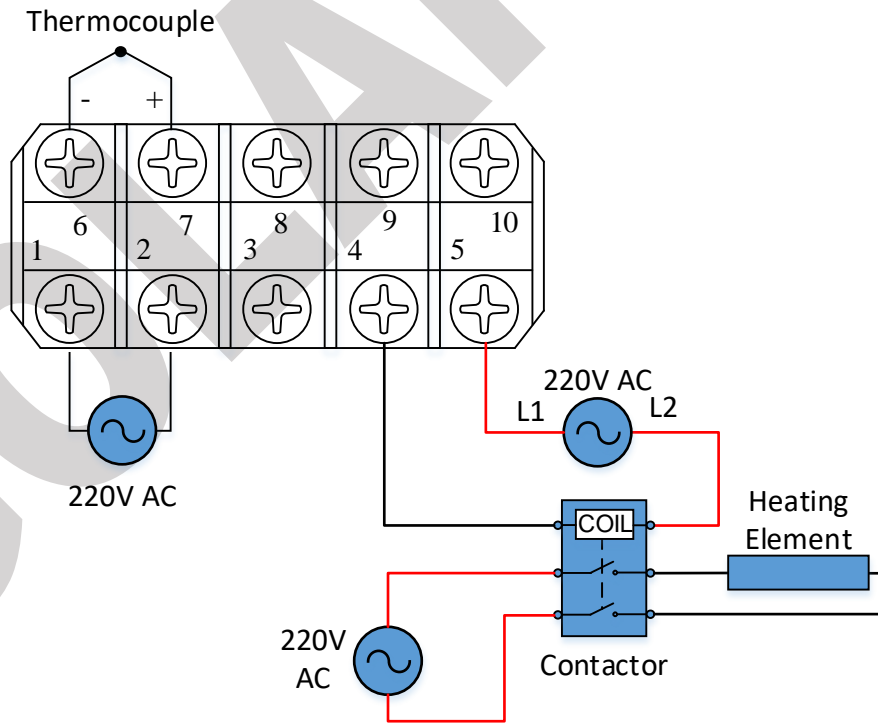 Thermocouple
- +
6 7 8 9 10
1 2 3 4 5
220V AC
L1 L2
220V AC
COIL
Heating
Element
220V
AC
Contactor